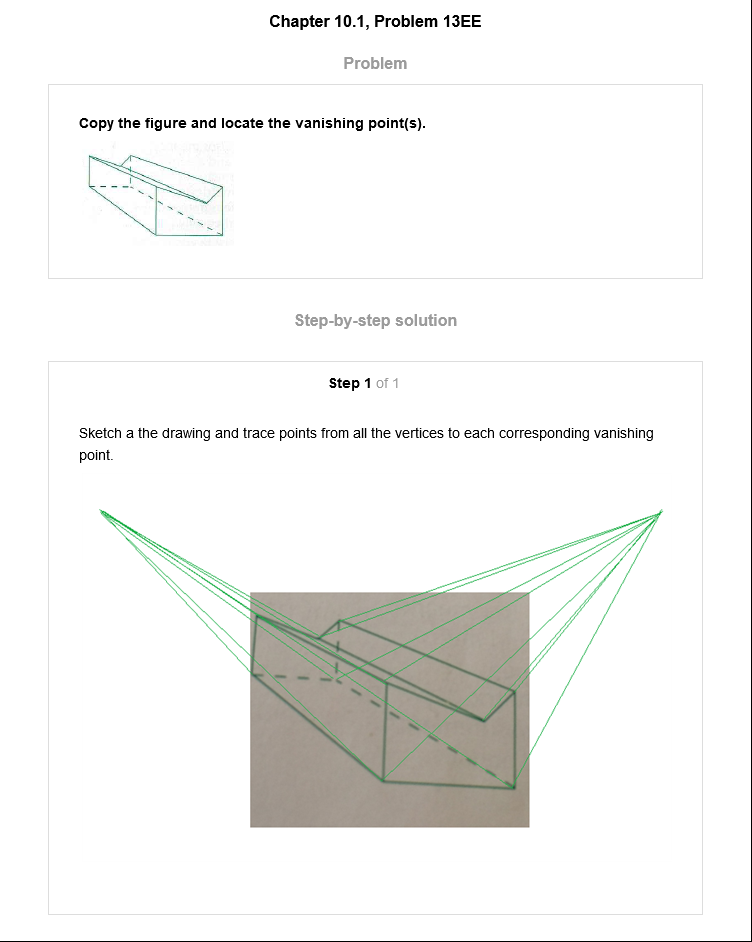 Chapter 10.1, Problem 13EE
Problem
Copy the figure and locate the vanishing point(s).
Step-by-step solution
Step 1 of 1
Sketch a the drawing and trace points from all the vertices to each corresponding vanishing
point.